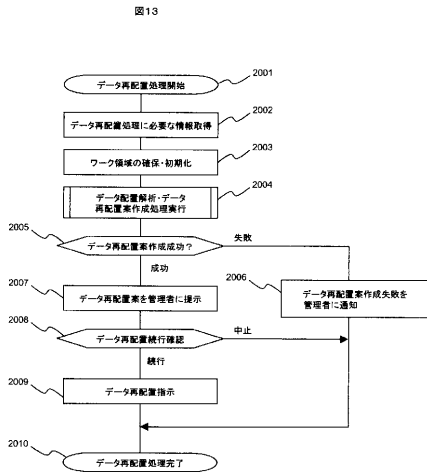 図13
データ再配置処理開始
2001
データ再配置処理に必要な情報取得
2002
ワーク領域の確保・初期化
2003
データ配置解析・データ
再配置案作成処理実行
2004
2005
データ再配置案作成成功？
失敗
成功
2006
データ再配置案作成失敗を
管理者に通知
2007
データ再配置案を管理者に提示
2008
データ再配置続行確認
中止
続行
2009
データ再配置指示
2010
データ再配置処理完了